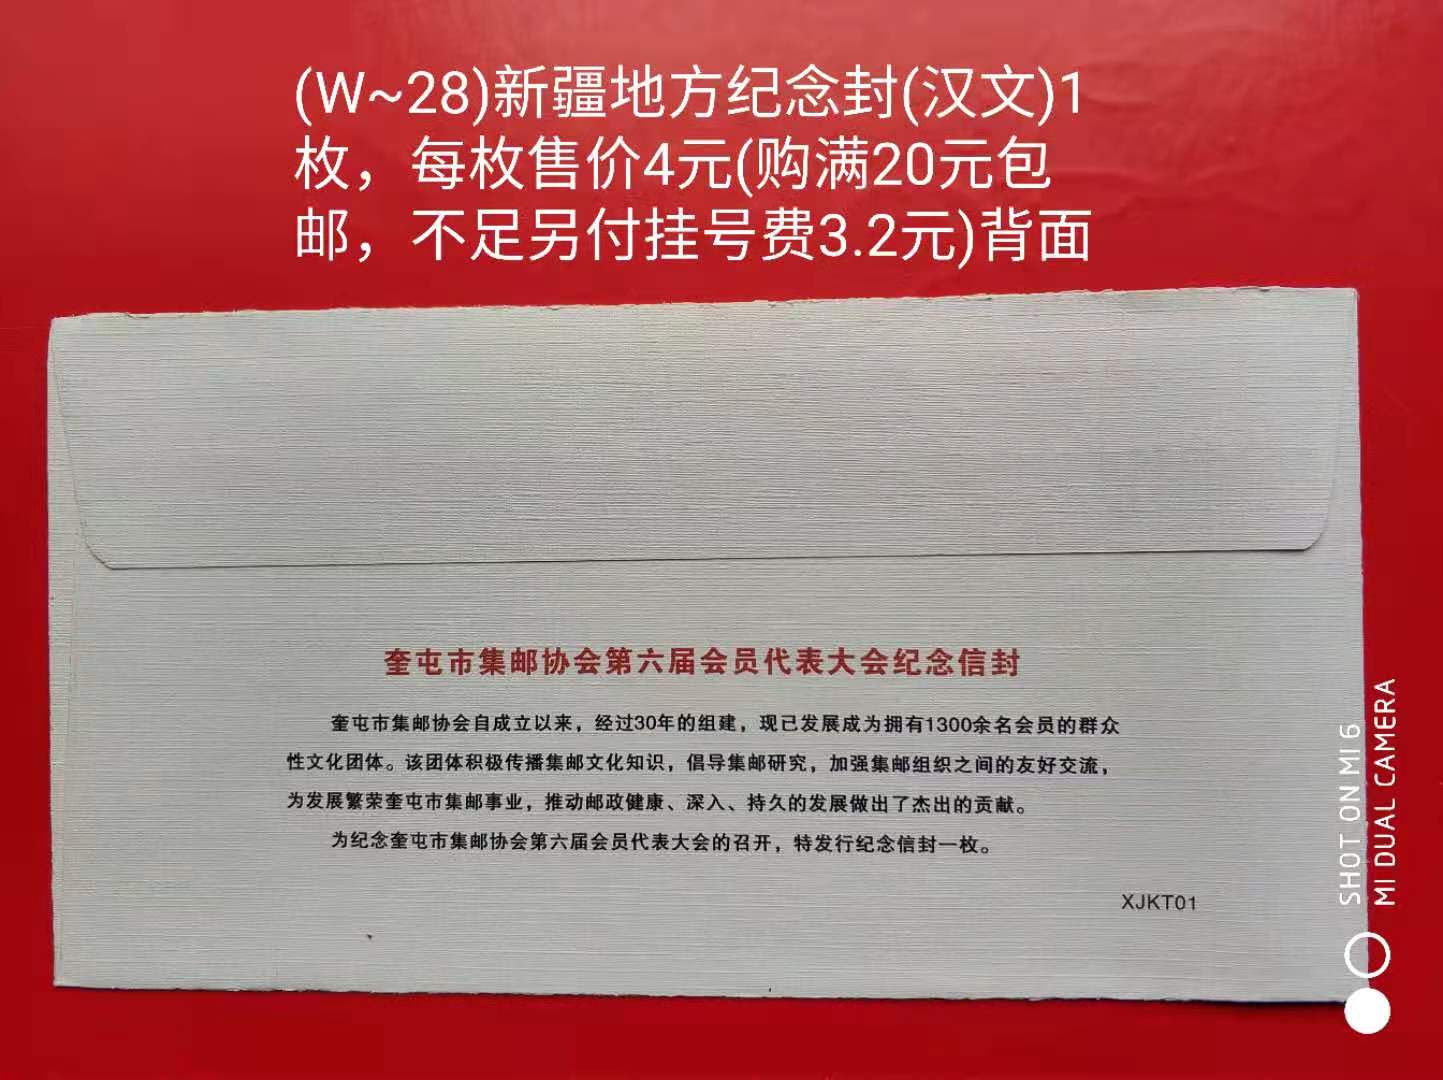 (W~28)新疆地方纪念封(汉文)1
枚，每枚售价4元(购满20元包
邮，不足另付挂号费3.2元)背面
奎屯市集邮协会第六届会员代表大会纪念信封
奎屯市集邮协会自成立以来，经过30年的组建，现已发展成为拥有1300余名会员的群众
性文化团体。该团体积极传播集邮文化知识，倡导集邮研究，加强集邮组织之间的友好交流，
为发展繁荣奎屯市集邮事业，推动邮政健康、深入、持久的发展做出了杰出的贡献。
为纪念奎屯市集邮协会第六届会员代表大会的召开，特发行纪念信封一枚。
XJKT01
SHOT ON MI 6
MI DUAL CAMERA